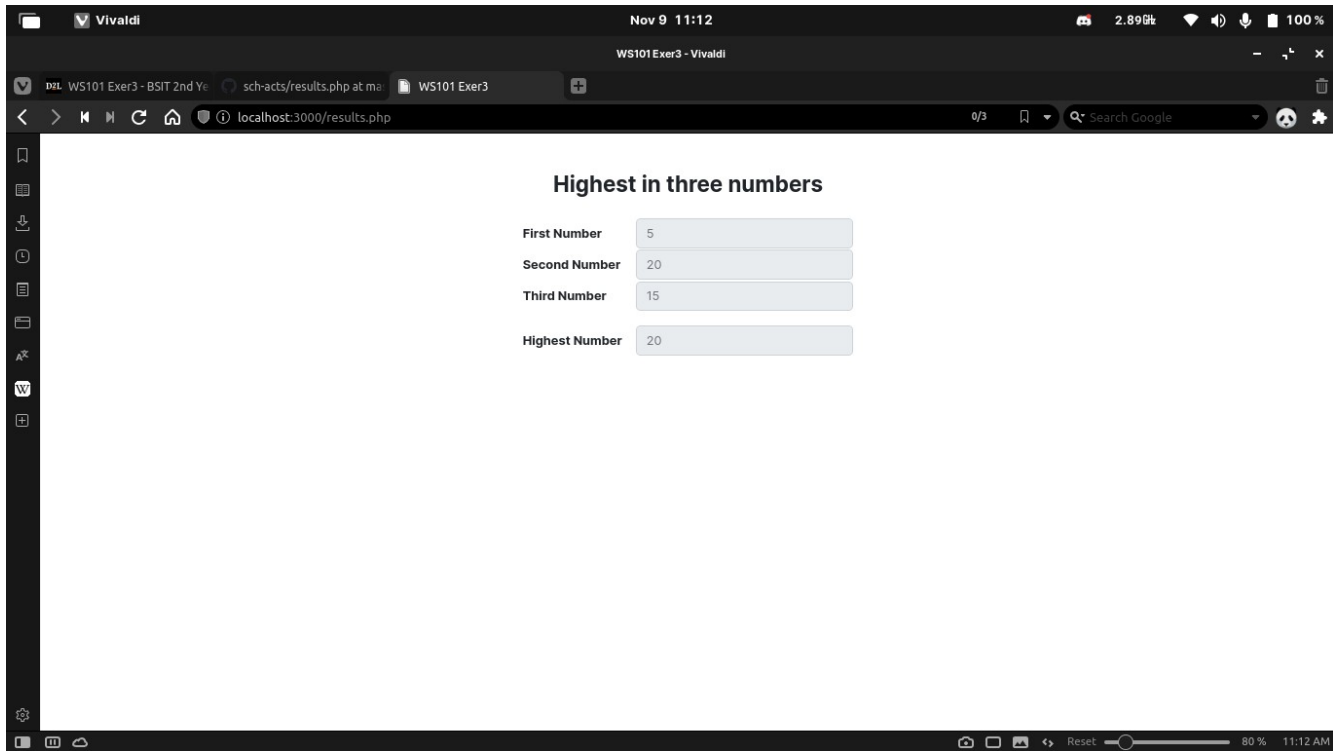 Vivaldi
Nov 9 11:12
2.89GHz
100 %
WS101 Exer3 - Vivaldi
D2L WS101 Exer3 - BSIT 2nd Ye
sch-acts/results.php at ma
WS101 Exer3
localhost:3000/results.php
0/3
Search Google
Highest in three numbers
First Number 5
Second Number 20
Third Number 15
Highest Number 20
W
Reset
80 %
11:12 AM